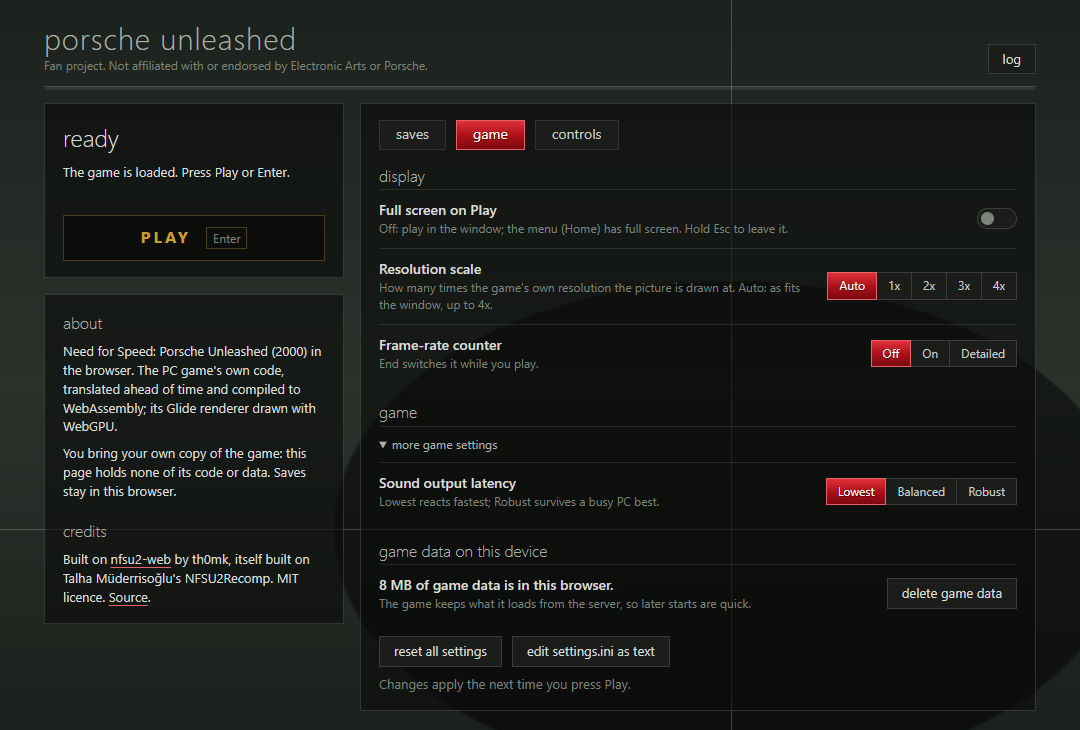 porsche unleashed
Fan project. Not affiliated with or endorsed by Electronic Arts or Porsche.
log
ready
The game is loaded. Press Play or Enter.
PLAY Enter
about
Need for Speed: Porsche Unleashed (2000) in
the browser. The PC game's own code,
translated ahead of time and compiled to
WebAssembly; its Glide renderer drawn with
WebGPU.
You bring your own copy of the game: this
page holds none of its code or data. Saves
stay in this browser.
credits
Built on nfsu2-web by th0mk, itself built on
Talha Müderrisoğlu's NFSU2Recomp. MIT
licence. Source.
saves game controls
display
Full screen on Play
Off: play in the window; the menu (Home) has full screen. Hold Esc to leave it.
Resolution scale
How many times the game's own resolution the picture is drawn at. Auto: as fits
the window, up to 4x.
Auto 1x 2x 3x 4x
Frame-rate counter
End switches it while you play.
Off On Detailed
game
▼ more game settings
Sound output latency
Lowest reacts fastest; Robust survives a busy PC best.
Lowest Balanced Robust
game data on this device
8 MB of game data is in this browser.
The game keeps what it loads from the server, so later starts are quick.
delete game data
reset all settings edit settings.ini as text
Changes apply the next time you press Play.